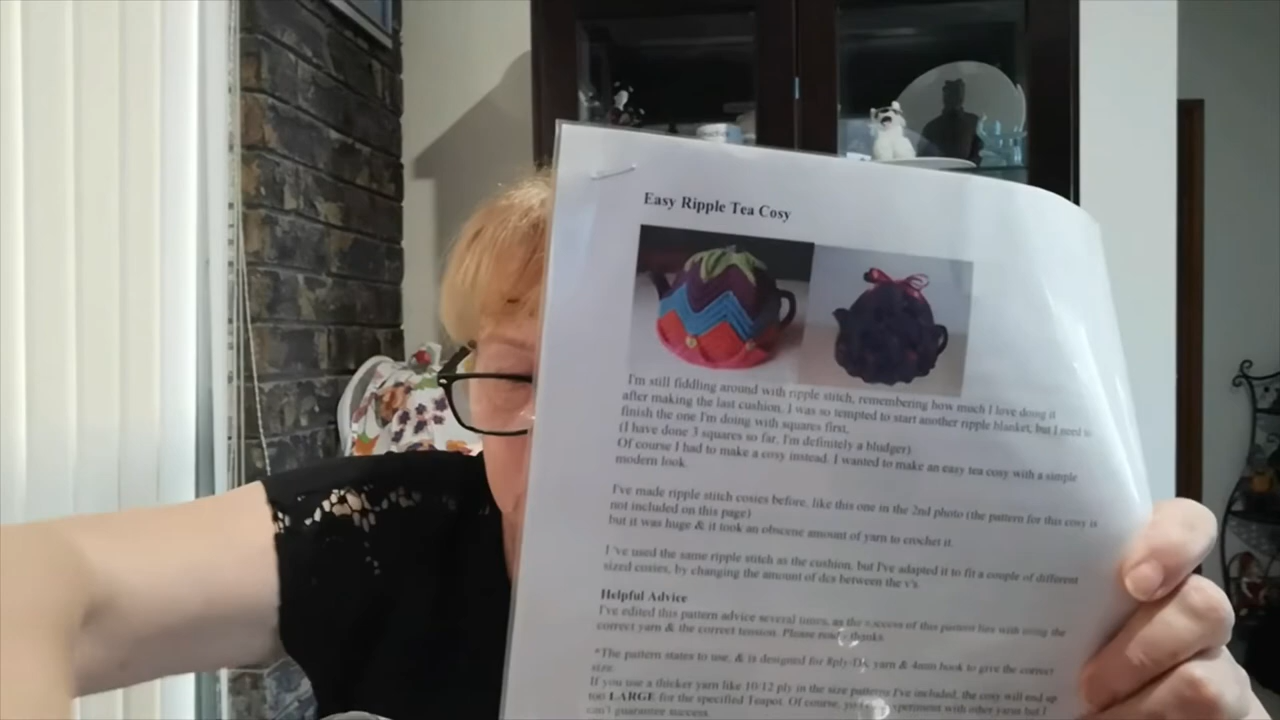 Easy Ripple Tea Cosy
I'm still fiddling around with ripple stitch, remembering how much I love doing it
after making the last cushion. I was so tempted to start another ripple blanket, but I need to
finish the one I'm doing with squares first.
(I have done 3 squares so far. I'm definitely a bludger)
Of course I had to make a cosy instead. I wanted to make an easy tea cosy with a simple
modern look.
I've made ripple stitch cosies before, like this one in the 2nd photo (the pattern for this cosy is
not included on this page)
but it was huge & it took an obscene amount of yarn to crochet it.
I 've used the same ripple stitch as the cushion, but I've adapted it to fit a couple of different
sized cosies, by changing the amount of dcs between the v's.
Helpful Advice
I've edited this pattern advice several times, as the success of this pattern lies with using the
correct yarn & the correct tension. Please read, thanks.
*The pattern states to use, & is designed for 8ply-DK yarn & 4mm hook to give the correct
size.
If you use a thicker yarn like 10/12 ply in the size patterns I've included, the cosy will end up
too LARGE for the specified Teapot. Of course, you experiment with other yarns but I
can't guarantee success.